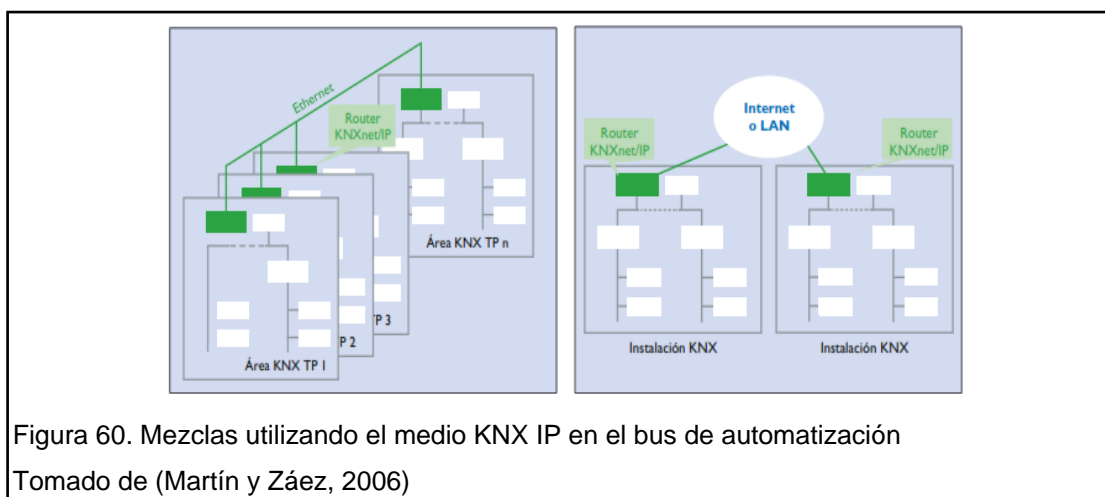 Ethernet
Router
KNXnet/IP
Área KNX TP n
TP 3
P 2
Área KNX TP 1
Internet
o LAN
Router
KNXnet/IP
Router
KNXnet/IP
Instalación KNX
Instalación KNX
Figura 60. Mezclas utilizando el medio KNX IP en el bus de automatización
Tomado de (Martín y Záez, 2006)